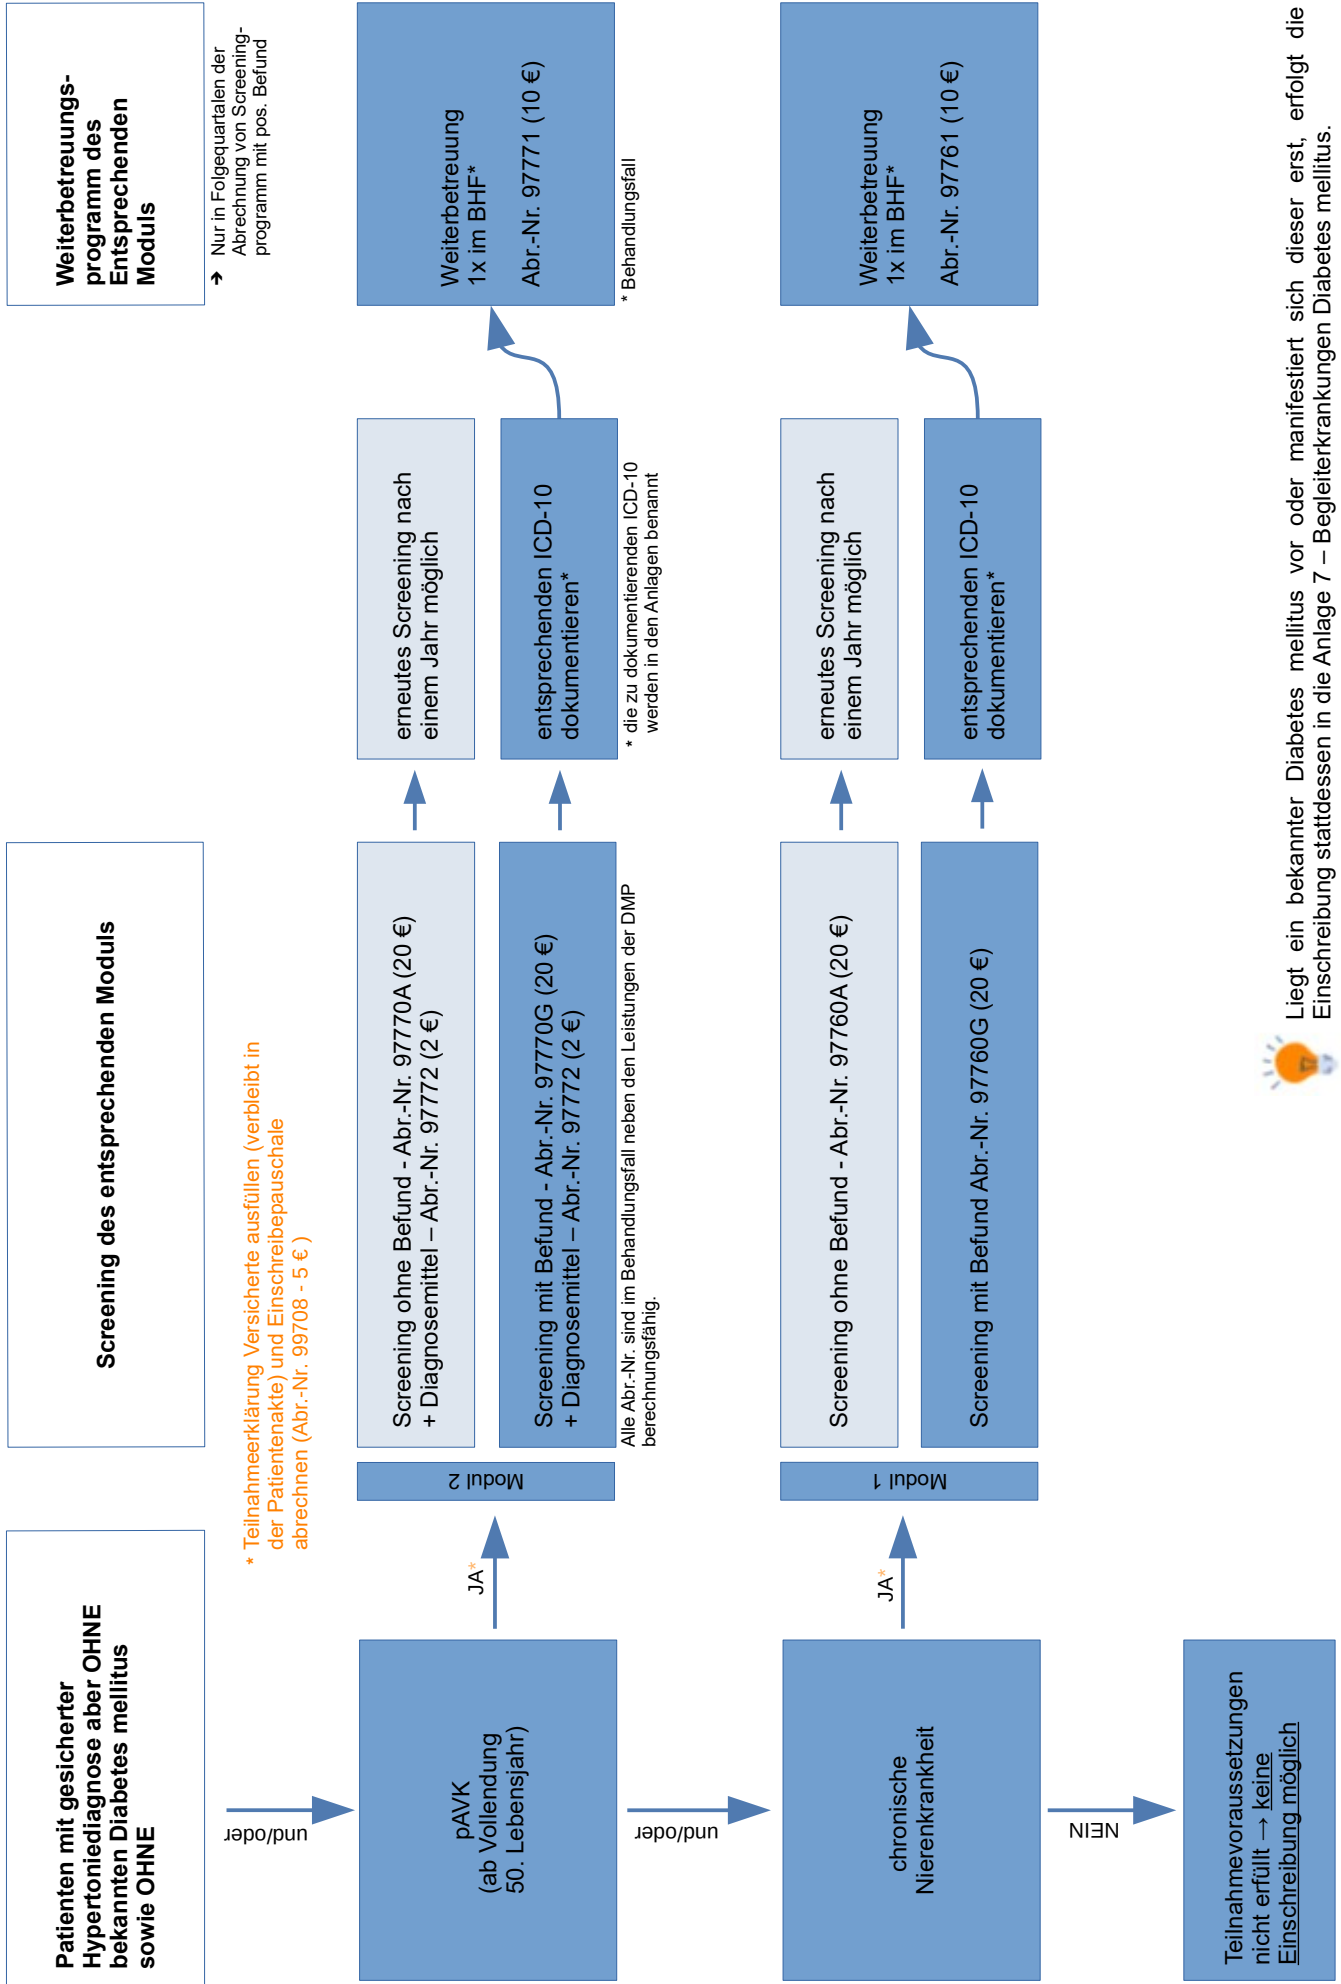 Patienten mit gesicherter
Hypertoniediagnose aber OHNE
bekannten Diabetes mellitus
sowie OHNE
Screening des entsprechenden Moduls
Weiterbetreuungs-
programm des
Entsprechenden
Moduls
➔ Nur in Folgequartalen der
Abrechnung von Screening-
programm mit pos. Befund
* Teilnahmeerklärung Versicherte ausfüllen (verbleibt in
der Patientenakte) und Einschreibepauschale
abrechnen (Abr.-Nr. 99708 - 5 € )
und/oder
pAVK
(ab Vollendung
50. Lebensjahr)
JA*
Modul 2
Screening ohne Befund - Abr.-Nr. 97770A (20 €)
+ Diagnosemittel – Abr.-Nr. 97772 (2 €)
erneutes Screening nach
einem Jahr möglich
Screening mit Befund - Abr.-Nr. 97770G (20 €)
+ Diagnosemittel – Abr.-Nr. 97772 (2 €)
entsprechenden ICD-10
dokumentieren*
Weiterbetreuung
1x im BHF*
Abr.-Nr. 97771 (10 €)
Alle Abr.-Nr. sind im Behandlungsfall neben den Leistungen der DMP
berechnungsfähig.
* die zu dokumentierenden ICD-10
werden in den Anlagen benannt
* Behandlungsfall
und/oder
chronische
Nierenkrankheit
JA*
Modul 1
Screening ohne Befund - Abr.-Nr. 97760A (20 €)
erneutes Screening nach
einem Jahr möglich
Screening mit Befund Abr.-Nr. 97760G (20 €)
entsprechenden ICD-10
dokumentieren*
Weiterbetreuung
1x im BHF*
Abr.-Nr. 97761 (10 €)
NEIN
Teilnahmevoraussetzungen
nicht erfüllt → keine
Einschreibung möglich
Liegt ein bekannter Diabetes mellitus vor oder manifestiert sich dieser erst, erfolgt die
Einschreibung stattdessen in die Anlage 7 – Begleiterkrankungen Diabetes mellitus.